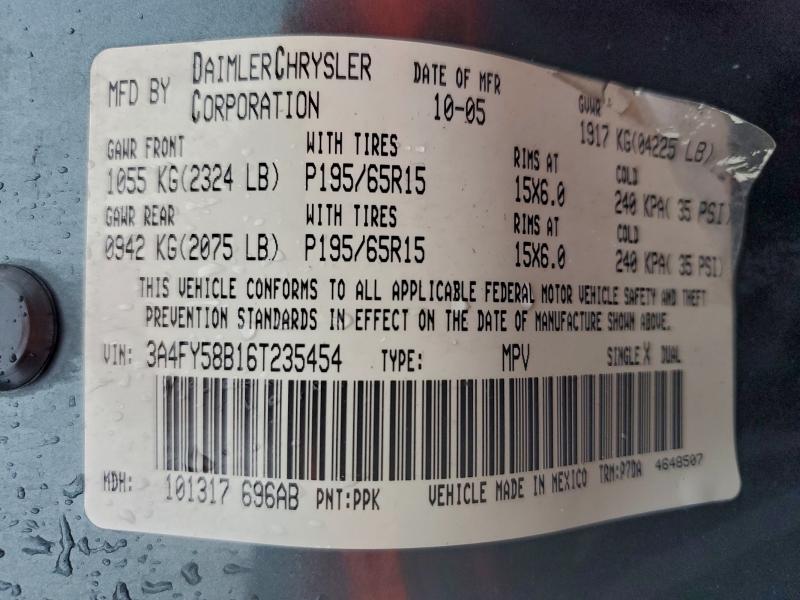 MFD BY DAIMLERCHRYSLER CORPORATION
DATE OF MFR 10-05
GVWR 1917 KG(04225 LB)
GAWR FRONT WITH TIRES RIMS AT COLD
1055 KG(2324 LB) P195/65R15 15X6.0 240 KPA( 35 PSI)
GAWR REAR WITH TIRES RIMS AT COLD
0942 KG(2075 LB) P195/65R15 15X6.0 240 KPA( 35 PSI)
THIS VEHICLE CONFORMS TO ALL APPLICABLE FEDERAL MOTOR VEHICLE SAFETY AND THEFT
PREVENTION STANDARDS IN EFFECT ON THE DATE OF MANUFACTURE SHOWN ABOVE.
VIN: 3A4FY58B16T235454 TYPE: MPV SINGLE X DUAL
MDH: 101317 696AB PNT:PPK VEHICLE MADE IN MEXICO TRM:P7DA 4648507